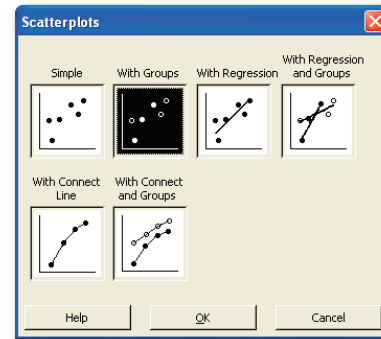 Scatterplots
Simple
With Groups
With Regression
With Regression
and Groups
With Connect
Line
With Connect
and Groups
Help
OK
Cancel